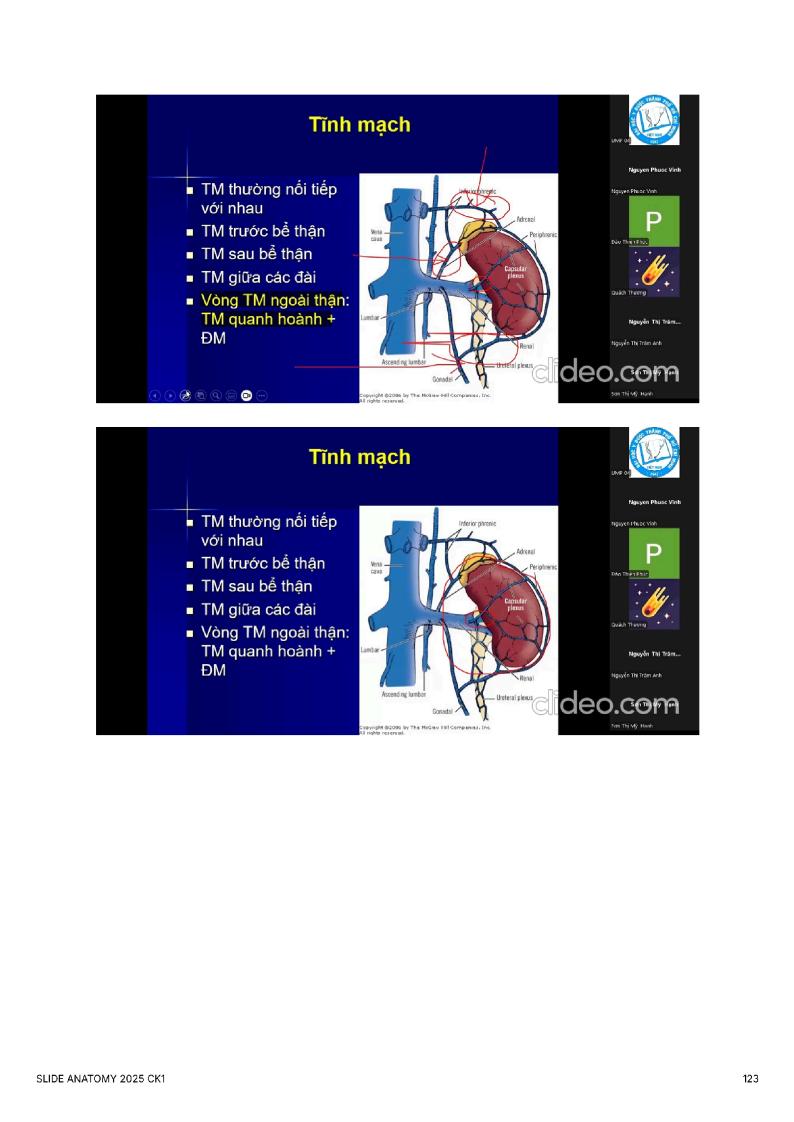 Tĩnh mạch
TM thường nối tiếp
với nhau
TM trước bể thận
TM sau bể thận
TM giữa các đài
Vòng TM ngoài thận:
TM quanh hoành +
ĐM
Inferior phrenic
Adrenal
Periphrenic
Vena
cava
Capsular
plexus
Lumbar
Renal
Ascending lumbar
Ureteral plexus
Gonadal
Copyright ©2006 by The McGraw-Hill Companies, Inc.
All rights reserved.
clideo.com
UMP 04
Nguyen Phuoc Vinh
Nguyen Phuoc Vinh
P
Đào Thiên Phúc
Quách Thương
Nguyễn Thị Trâm...
Nguyễn Thị Trâm Anh
Sơn Thị Mỹ Hạnh
Sơn Thị Mỹ Hạnh
Tĩnh mạch
TM thường nối tiếp
với nhau
TM trước bể thận
TM sau bể thận
TM giữa các đài
Vòng TM ngoài thận:
TM quanh hoành +
ĐM
Inferior phrenic
Adrenal
Periphrenic
Vena
cava
Capsular
plexus
Lumbar
Renal
Ascending lumbar
Ureteral plexus
Gonadal
Copyright ©2006 by The McGraw-Hill Companies, Inc.
All rights reserved.
clideo.com
UMP 04
Nguyen Phuoc Vinh
Nguyen Phuoc Vinh
P
Đào Thiên Phúc
Quách Thương
Nguyễn Thị Trâm...
Nguyễn Thị Trâm Anh
Sơn Thị Mỹ Hạnh
Sơn Thị Mỹ Hạnh
SLIDE ANATOMY 2025 CK1
123